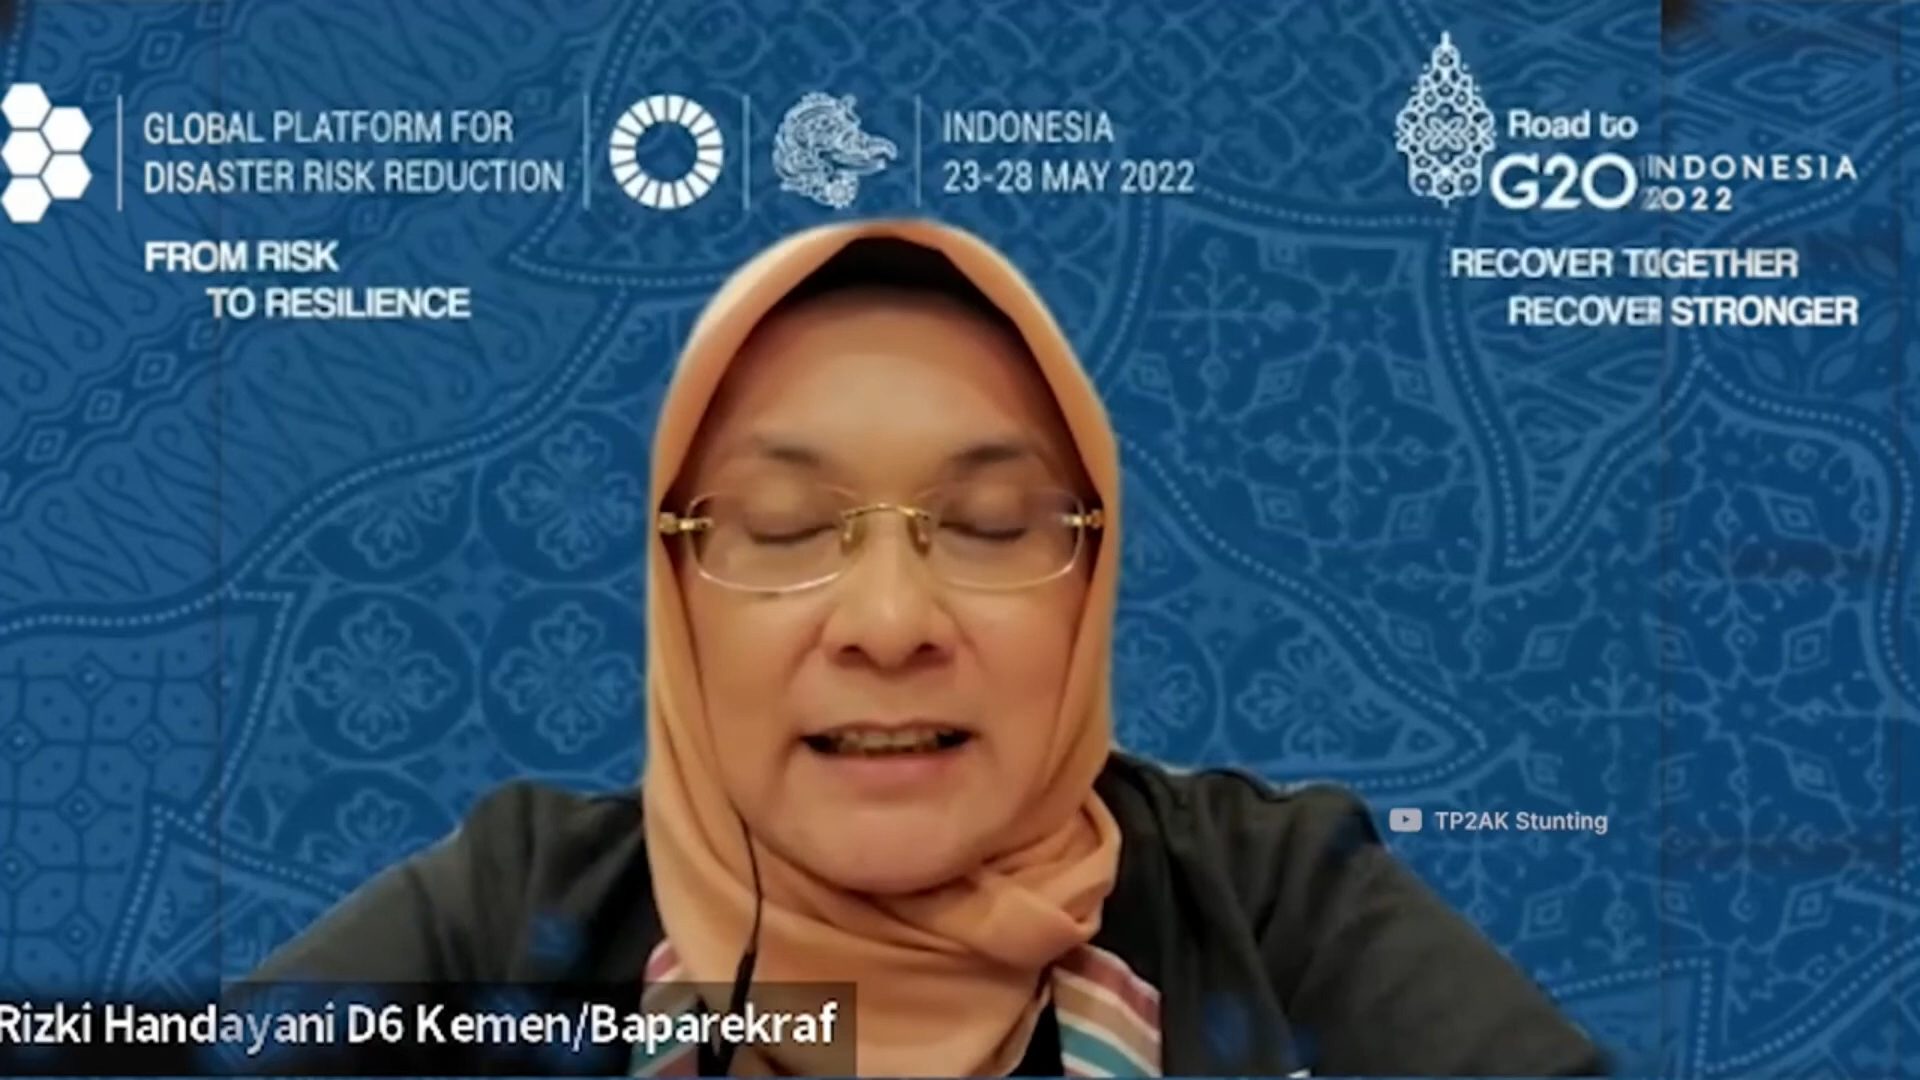 GLOBAL PLATFORM FOR
DISASTER RISK REDUCTION
INDONESIA
23-28 MAY 2022
FROM RISK
TO RESILIENCE
Road to
G20 INDONESIA
2022
RECOVER TOGETHER
RECOVER STRONGER
TP2AK Stunting
Rizki Handayani D6 Kemen/Baparekraf